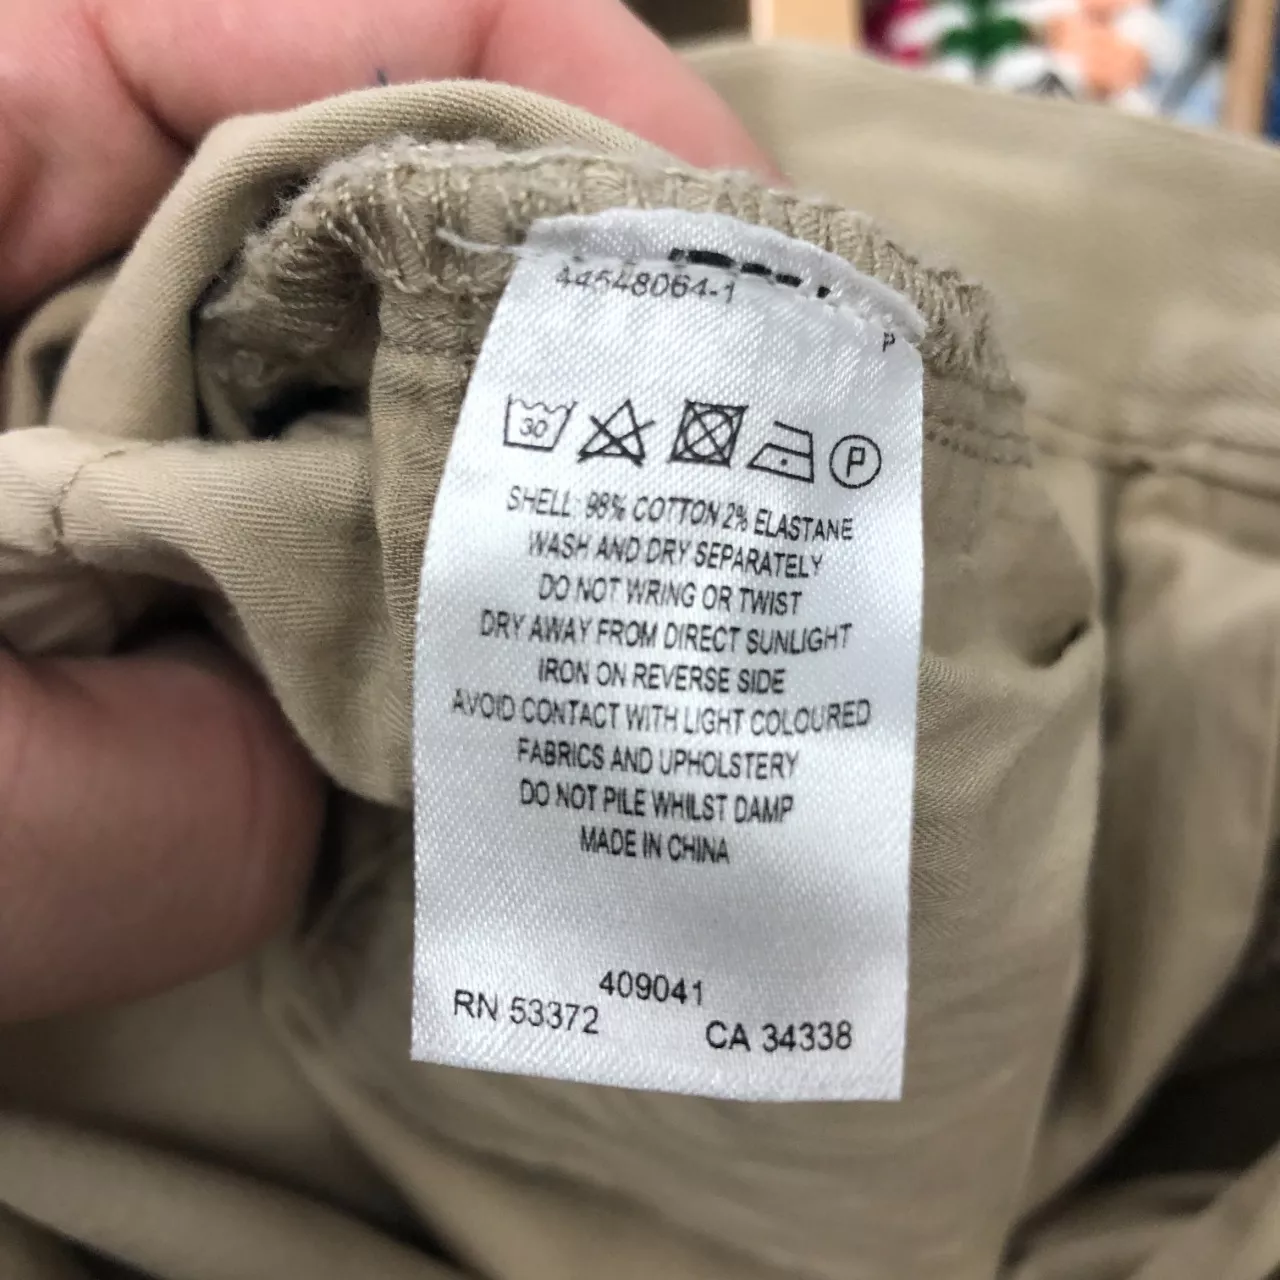 44548064-1
P
30
P
SHELL: 98% COTTON 2% ELASTANE
WASH AND DRY SEPARATELY
DO NOT WRING OR TWIST
DRY AWAY FROM DIRECT SUNLIGHT
IRON ON REVERSE SIDE
AVOID CONTACT WITH LIGHT COLOURED
FABRICS AND UPHOLSTERY
DO NOT PILE WHILST DAMP
MADE IN CHINA
409041
RN 53372
CA 34338